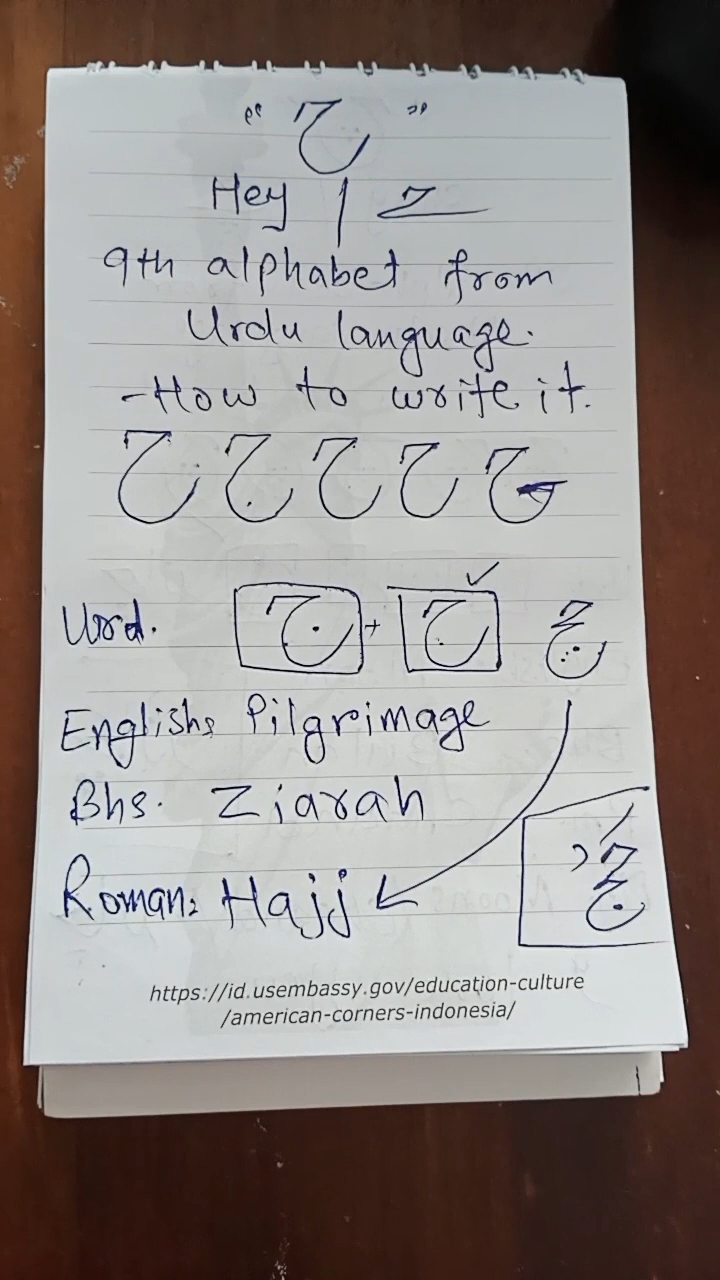 " ح "
Hey / ح
9th alphabet from
Urdu language.
-How to write it.
ح ح ح ح ح
Urd. ج + ح ✓ حج
English: Pilgrimage
Bhs. Ziarah
Roman: Hajj
حج
https://id.usembassy.gov/education-culture
/american-corners-indonesia/